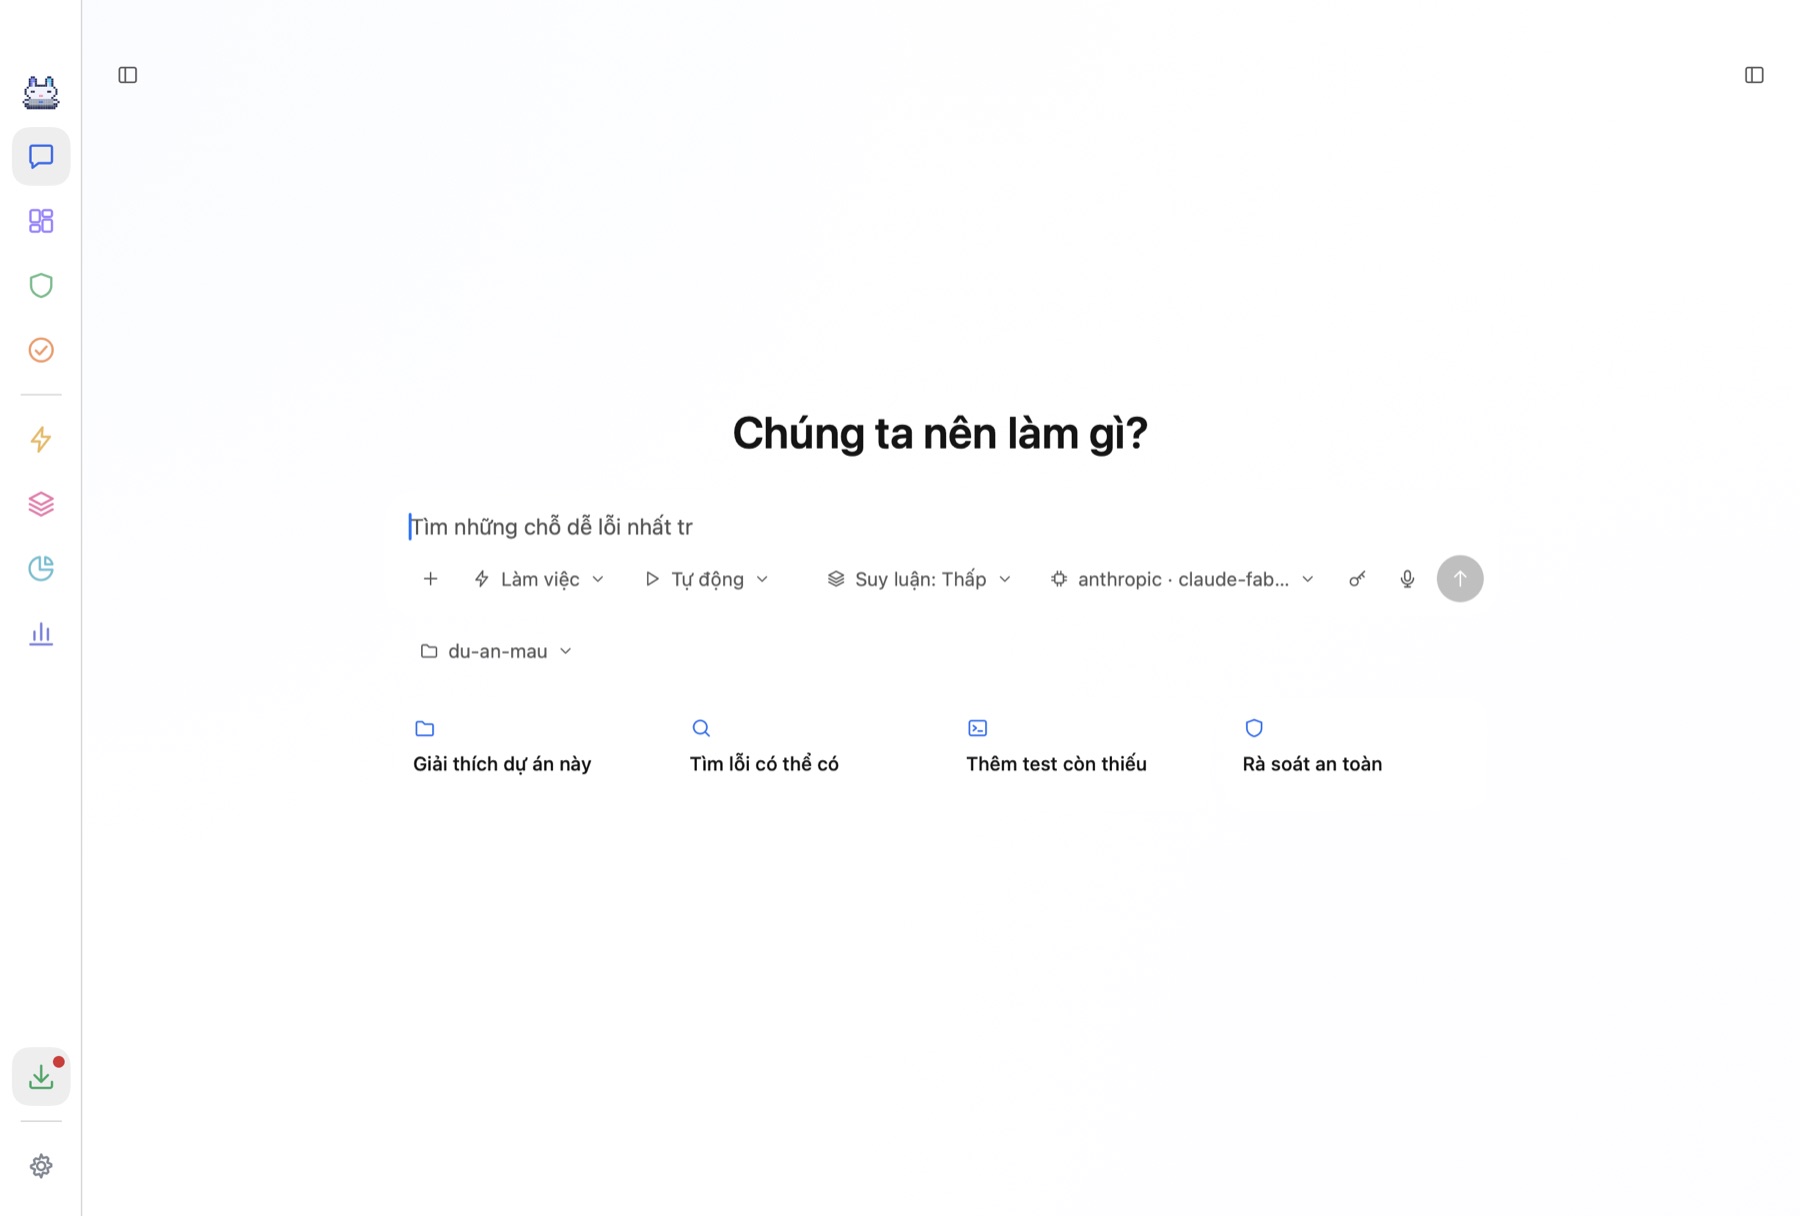 Chúng ta nên làm gì?
Tìm những chỗ dễ lỗi nhất tr
Làm việc
Tự động
Suy luận: Thấp
anthropic · claude-fab...
du-an-mau
Giải thích dự án này
Tìm lỗi có thể có
Thêm test còn thiếu
Rà soát an toàn